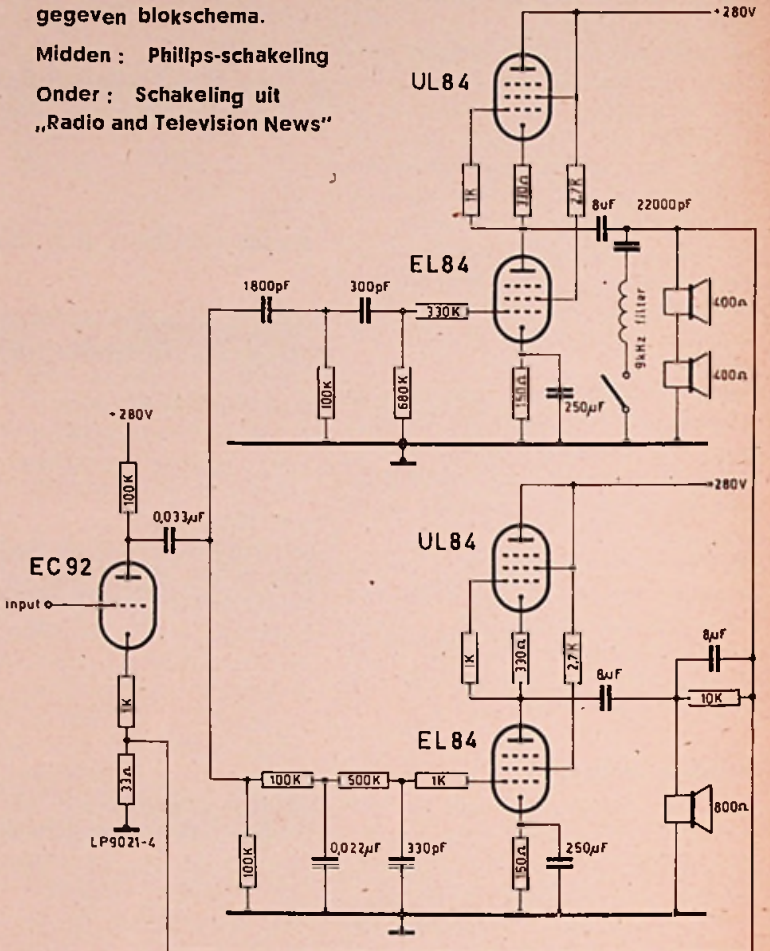 gegeven blokschema.
Midden : Philips-schakeling
Onder : Schakeling uit
„Radio and Television News”
+280V
UL84
1K
330Ω
2,7K
8uF
22000pF
EL84
1800pF
300pF
330K
9kHz filter
400Ω
400Ω
100K
680K
150Ω
250µF
+280V
100K
0,033µF
EC92
input
1K
33Ω
LP9021-4
+280V
UL84
1K
330Ω
2,7K
8uF
8µF
10K
EL84
100K
500K
1K
800Ω
100K
0,022µF
330pF
150Ω
250µF